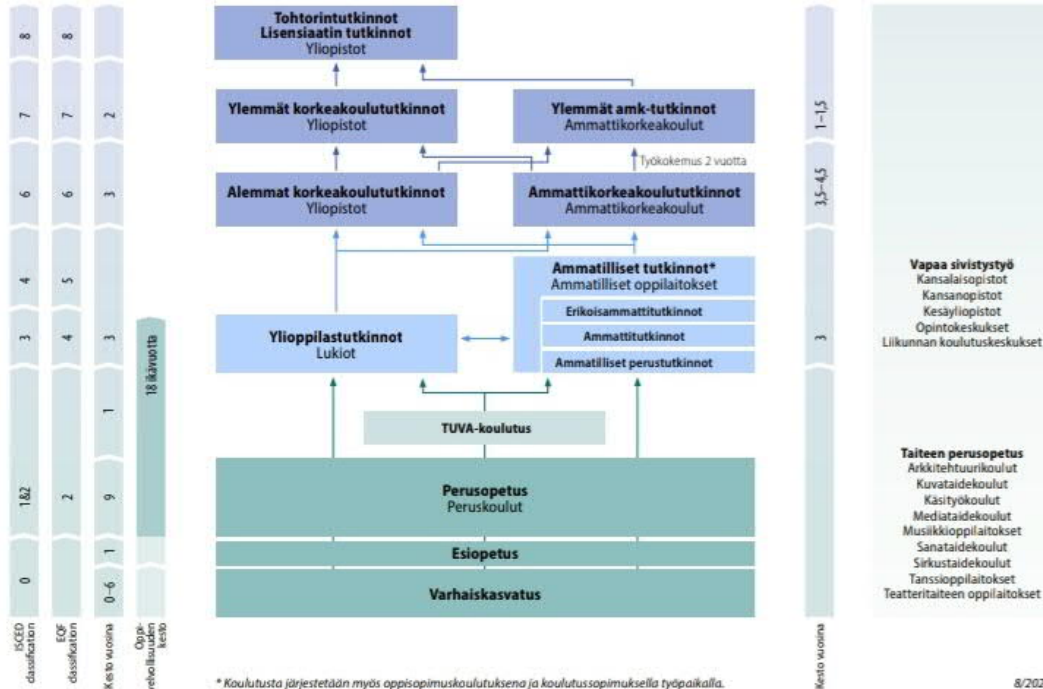 Tohtorintutkinnot
Lisensiaatin tutkinnot
Yliopistot
Ylemmät korkeakoulututkinnot
Yliopistot
Ylemmät amk-tutkinnot
Ammattikorkeakoulut
Työkokemus 2 vuotta
Alemmat korkeakoulututkinnot
Yliopistot
Ammattikorkeakoulututkinnot
Ammattikorkeakoulut
Ammatilliset tutkinnot*
Ammatilliset oppilaitokset
Erikoisammattitutkinnot
Ammattitutkinnot
Ammatilliset perustutkinnot
Ylioppilastutkinnot
Lukiot
TUVA-koulutus
Perusopetus
Peruskoulut
Esiopetus
Varhaiskasvatus
8
7
6
4
3
1&2
0
ISCED
classification
8
7
6
5
4
2
EQF
classification
2
3
3
1
9
1
0–6
Kesto vuosina
18 ikävuotta
Oppi-
velvollisuuden
kesto
1–1,5
3,5–4,5
3
Kesto vuosina
Vapaa sivistystyö
Kansalaisopistot
Kansanopistot
Kesäyliopistot
Opintokeskukset
Liikunnan koulutuskeskukset
Taiteen perusopetus
Arkkitehtuurikoulut
Kuvataidekoulut
Käsityökoulut
Mediataidekoulut
Musiikkioppilaitokset
Sanataidekoulut
Sirkustaidekoulut
Tanssioppilaitokset
Teatteritaiteen oppilaitokset
* Koulutusta järjestetään myös oppisopimuskoulutuksena ja koulutussopimuksella työpaikalla.